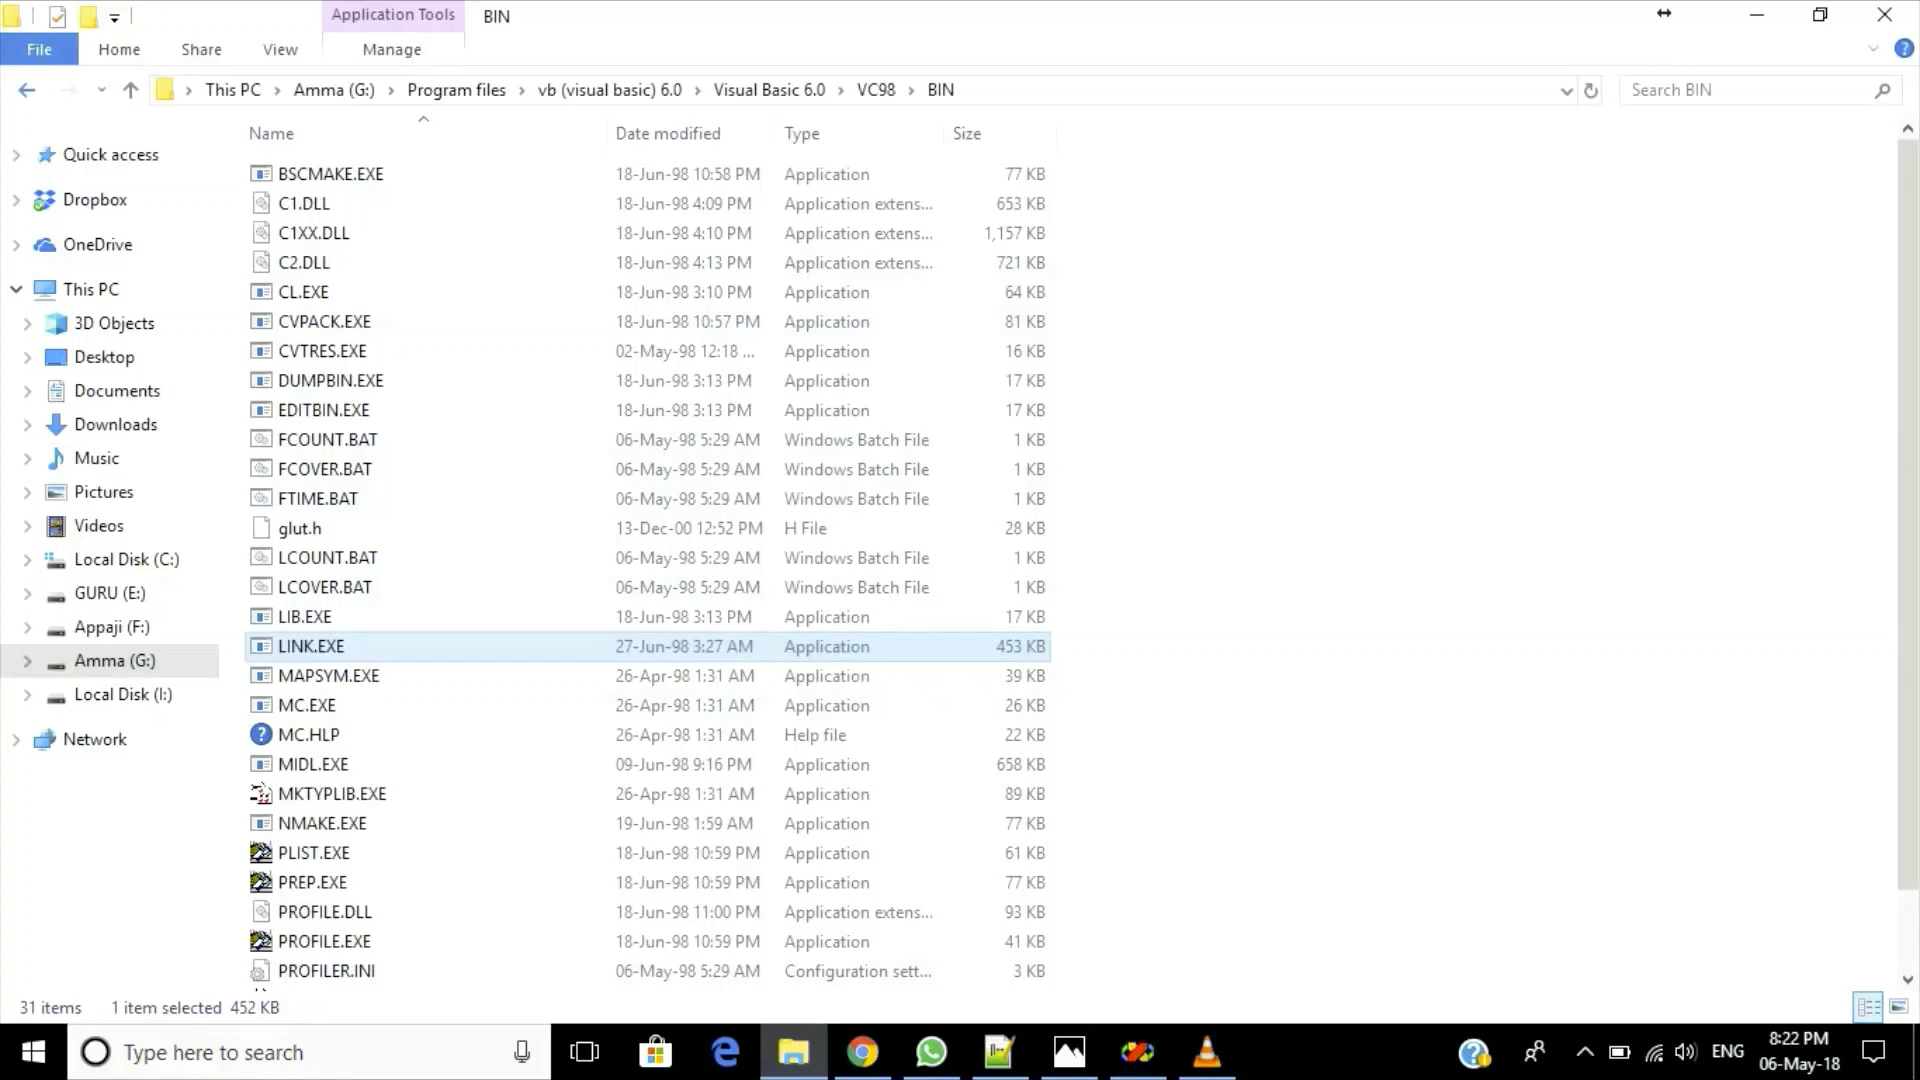 Application Tools BIN
File Home Share View Manage
This PC Amma (G:) Program files vb (visual basic) 6.0 Visual Basic 6.0 VC98 BIN Search BIN
Name Date modified Type Size
Quick access
Dropbox
OneDrive
This PC
3D Objects
Desktop
Documents
Downloads
Music
Pictures
Videos
Local Disk (C:)
GURU (E:)
Appaji (F:)
Amma (G:)
Local Disk (I:)
Network
BSCMAKE.EXE 18-Jun-98 10:58 PM Application 77 KB
C1.DLL 18-Jun-98 4:09 PM Application extens... 653 KB
C1XX.DLL 18-Jun-98 4:10 PM Application extens... 1,157 KB
C2.DLL 18-Jun-98 4:13 PM Application extens... 721 KB
CL.EXE 18-Jun-98 3:10 PM Application 64 KB
CVPACK.EXE 18-Jun-98 10:57 PM Application 81 KB
CVTRES.EXE 02-May-98 12:18 ... Application 16 KB
DUMPBIN.EXE 18-Jun-98 3:13 PM Application 17 KB
EDITBIN.EXE 18-Jun-98 3:13 PM Application 17 KB
FCOUNT.BAT 06-May-98 5:29 AM Windows Batch File 1 KB
FCOVER.BAT 06-May-98 5:29 AM Windows Batch File 1 KB
FTIME.BAT 06-May-98 5:29 AM Windows Batch File 1 KB
glut.h 13-Dec-00 12:52 PM H File 28 KB
LCOUNT.BAT 06-May-98 5:29 AM Windows Batch File 1 KB
LCOVER.BAT 06-May-98 5:29 AM Windows Batch File 1 KB
LIB.EXE 18-Jun-98 3:13 PM Application 17 KB
LINK.EXE 27-Jun-98 3:27 AM Application 453 KB
MAPSYM.EXE 26-Apr-98 1:31 AM Application 39 KB
MC.EXE 26-Apr-98 1:31 AM Application 26 KB
MC.HLP 26-Apr-98 1:31 AM Help file 22 KB
MIDL.EXE 09-Jun-98 9:16 PM Application 658 KB
MKTYPLIB.EXE 26-Apr-98 1:31 AM Application 89 KB
NMAKE.EXE 19-Jun-98 1:59 AM Application 77 KB
PLIST.EXE 18-Jun-98 10:59 PM Application 61 KB
PREP.EXE 18-Jun-98 10:59 PM Application 77 KB
PROFILE.DLL 18-Jun-98 11:00 PM Application extens... 93 KB
PROFILE.EXE 18-Jun-98 10:59 PM Application 41 KB
PROFILER.INI 06-May-98 5:29 AM Configuration sett... 3 KB
31 items 1 item selected 452 KB
Type here to search
ENG
8:22 PM
06-May-18